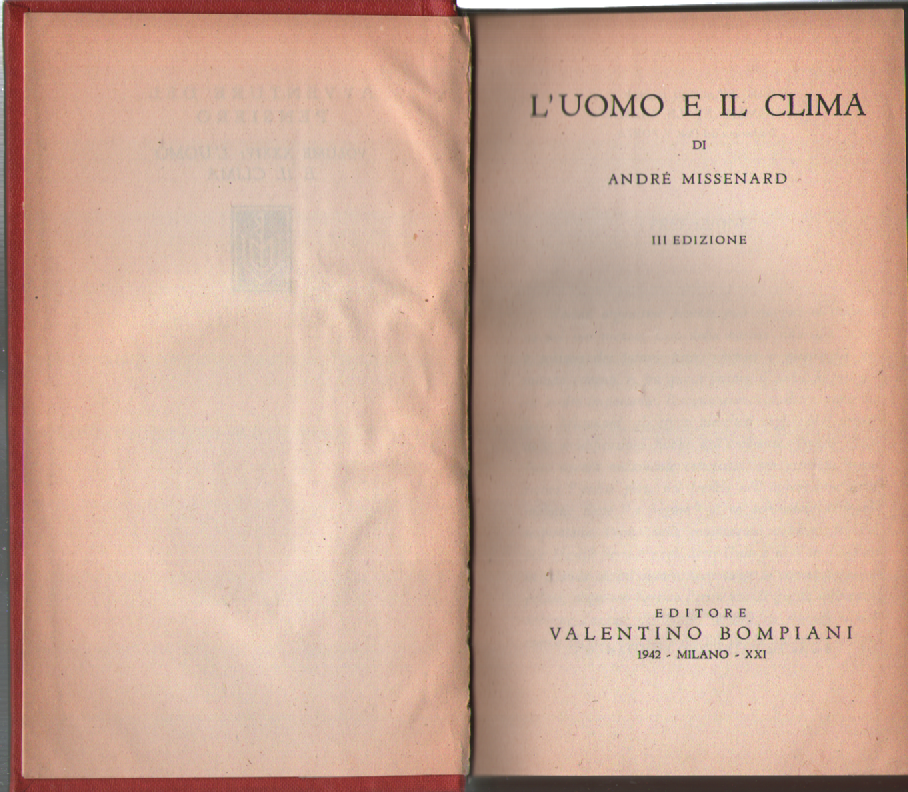 L'UOMO E IL CLIMA
DI
ANDRÉ MISSENARD
III EDIZIONE
EDITORE
VALENTINO BOMPIANI
1942 - MILANO - XXI